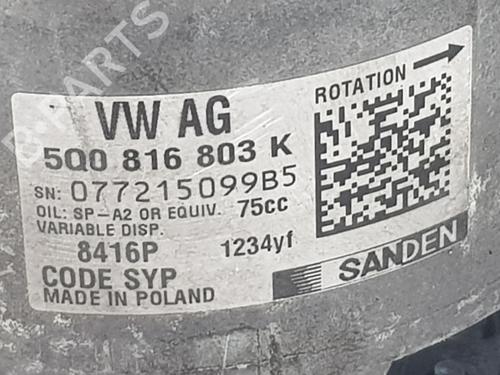 B-PARTS
ROTATION
VW AG
5Q0 816 803 K
SN: 077215099B5
OIL: SP-A2 OR EQUIV. 75cc
VARIABLE DISP.
8416P 1234yf
CODE SYP
MADE IN POLAND
SANDEN